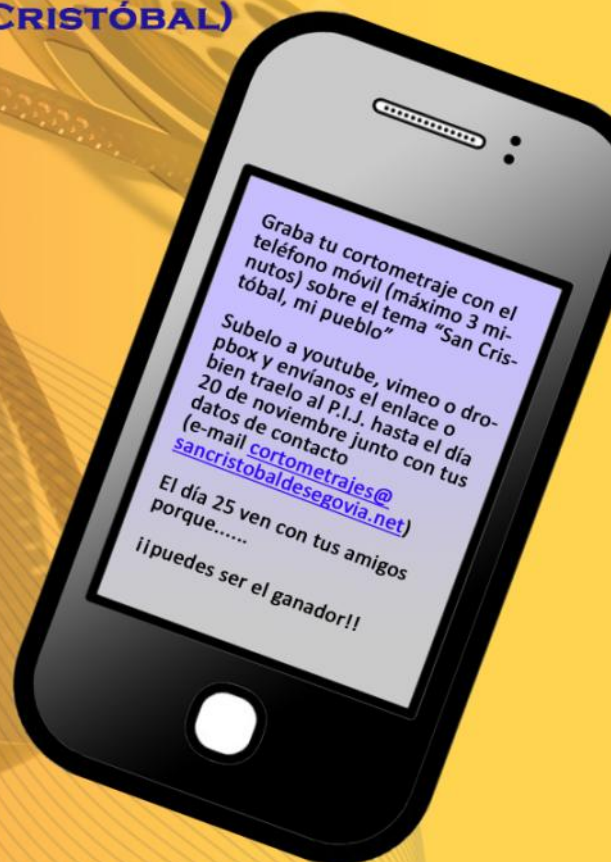 CRISTÓBAL)
Graba tu cortometraje con el
teléfono móvil (máximo 3 mi-
nutos) sobre el tema “San Cris-
tóbal, mi pueblo”
Subelo a youtube, vimeo o dro-
pbox y envíanos el enlace o
bien traelo al P.I.J. hasta el día
20 de noviembre junto con tus
datos de contacto
(e-mail cortometrajes@
sancristobaldesegovia.net)
El día 25 ven con tus amigos
porque......
¡¡puedes ser el ganador!!